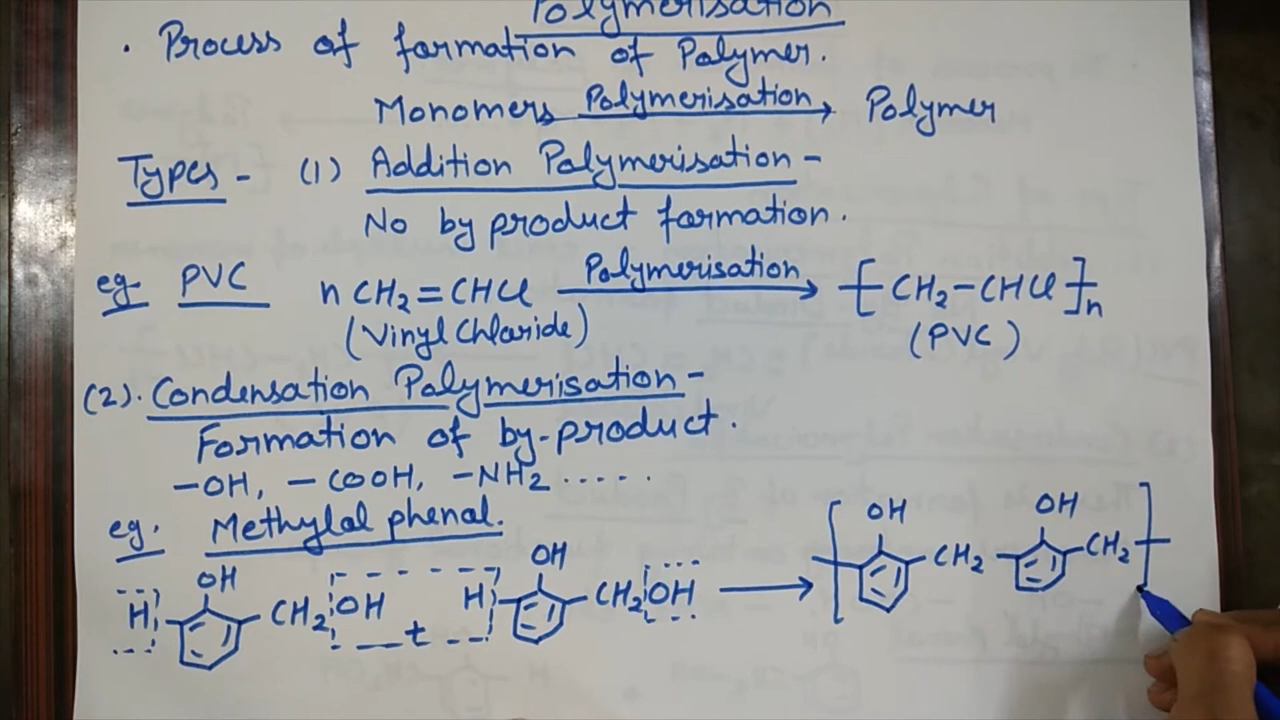 Polymerisation
. Process of formation of Polymer.
Monomers Polymerisation → Polymer
Types - (1) Addition Polymerisation -
No by product formation.
eg. PVC nCH2=CHCl Polymerisation → [CH2-CHCl]n
(Vinyl Chloride) (PVC)
(2). Condensation Polymerisation -
Formation of by-product.
-OH, -COOH, -NH2 .....
eg. Methylol phenol.
OH OH OH OH
H CH2 OH + H CH2 OH → [ CH2 CH2 ]